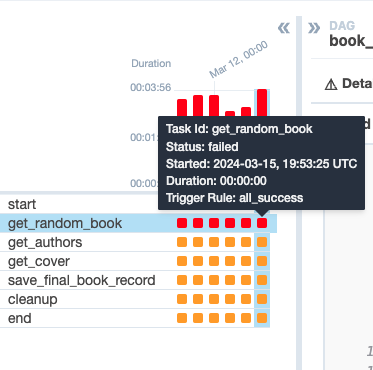 « »
DAG
book_
Duration
Mar 12, 00:00
00:03:56
⚠ Deta
00:01
Task Id: get_random_book
Status: failed
Started: 2024-03-15, 19:53:25 UTC
Duration: 00:00:00
Trigger Rule: all_success
d
00:00
start
get_random_book
get_authors
get_cover
save_final_book_record
cleanup
end
1